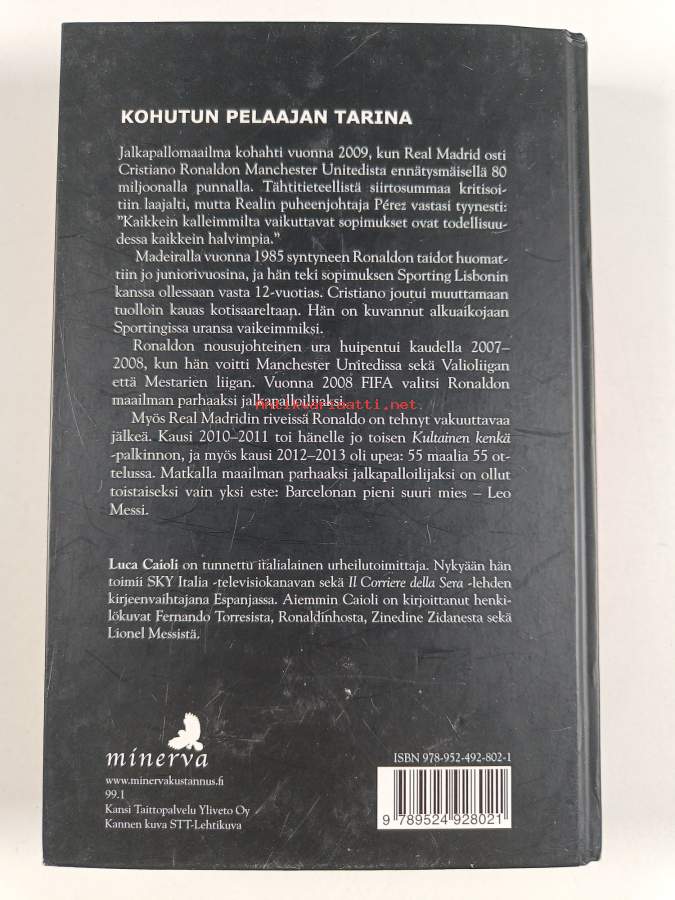 KOHUTUN PELAAJAN TARINA
Jalkapallomaailma kohahti vuonna 2009, kun Real Madrid osti
Cristiano Ronaldon Manchester Unitedista ennätysmäisellä 80
miljoonalla punnalla. Tähtitieteellistä siirtosummaa kritisoi-
tiin laajalti, mutta Realin puheenjohtaja Pérez vastasi tyynesti:
”Kaikkein kalleimmilta vaikuttavat sopimukset ovat todellisuu-
dessa kaikkein halvimpia.”
Madeiralla vuonna 1985 syntyneen Ronaldon taidot huomat-
tiin jo juniorivuosina, ja hän teki sopimuksen Sporting Lisbonin
kanssa ollessaan vasta 12-vuotias. Cristiano joutui muuttamaan
tuolloin kauas kotisaareltaan. Hän on kuvannut alkuaikojaan
Sportingissa uransa vaikeimmiksi.
Ronaldon nousujohteinen ura huipentui kaudella 2007–
2008, kun hän voitti Manchester Unitedissa sekä Valioliigan
että Mestarien liigan. Vuonna 2008 FIFA valitsi Ronaldon
maailman parhaaksi jalkapalloilijaksi.
antikvariaatti.net
Myös Real Madridin riveissä Ronaldo on tehnyt vakuuttavaa
jälkeä. Kausi 2010–2011 toi hänelle jo toisen Kultainen kenkä
-palkinnon, ja myös kausi 2012–2013 oli upea: 55 maalia 55 ot-
telussa. Matkalla maailman parhaaksi jalkapalloilijaksi on ollut
toistaiseksi vain yksi este: Barcelonan pieni suuri mies – Leo
Messi.
Luca Caioli on tunnettu italialainen urheilutoimittaja. Nykyään hän
toimii SKY Italia -televisiokanavan sekä Il Corriere della Sera -lehden
kirjeenvaihtajana Espanjassa. Aiemmin Caioli on kirjoittanut henki-
lökuvat Fernando Torresista, Ronaldinhosta, Zinedine Zidanesta sekä
Lionel Messistä.
minerva
www.minervakustannus.fi
99.1
Kansi Taittopalvelu Yliveto Oy
Kannen kuva STT-Lehtikuva
ISBN 978-952-492-802-1
9 789524 928021